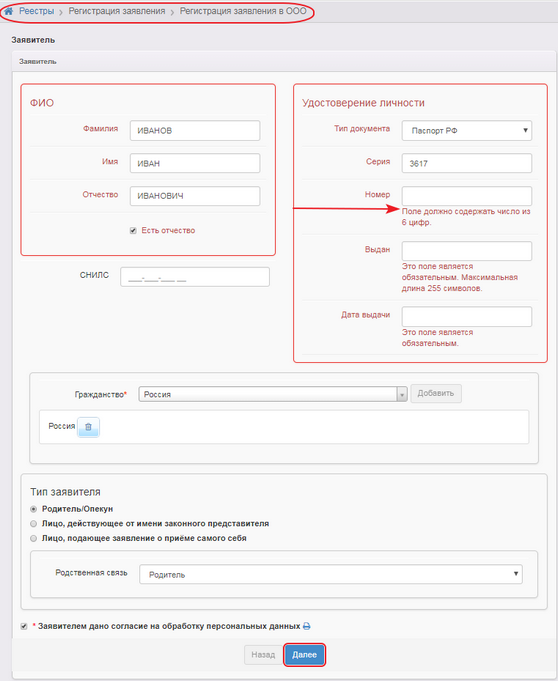 Реестры > Регистрация заявления > Регистрация заявления в ООО
Заявитель
Заявитель
ФИО
Фамилия ИВАНОВ
Имя ИВАН
Отчество ИВАНОВИЧ
Есть отчество
СНИЛС ___-___-___ __
Удостоверение личности
Тип документа Паспорт РФ
Серия 3617
Номер
Поле должно содержать число из
6 цифр.
Выдан
Это поле является
обязательным. Максимальная
длина 255 символов.
Дата выдачи
Это поле является
обязательным.
Гражданство* Россия Добавить
Россия
Тип заявителя
Родитель/Опекун
Лицо, действующее от имени законного представителя
Лицо, подающее заявление о приёме самого себя
Родственная связь Родитель
* Заявителем дано согласие на обработку персональных данных
Назад Далее